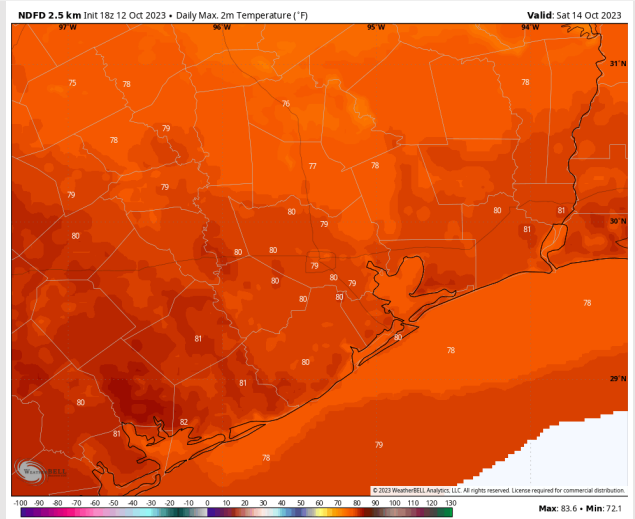 NDFD 2.5 km Init 18z 12 Oct 2023 • Daily Max. 2m Temperature (˚F) Valid: Sat 14 Oct 2023
97˚W 96˚W 95˚W 94˚W
31˚N
75 78 78
76
79
78
77 78
79 79
80 80 81
79 81
30˚N
80
80 80
79 80 79
80
80 80
78
80
81 78
80
29˚N
81
80
82
81
79
78
WEATHERBELL
© 2023 WeatherBELL Analytics, LLC. All rights reserved. License required for commercial distribution.
-100 -90 -80 -70 -60 -50 -40 -30 -20 -10 0 10 20 30 40 50 60 70 80 90 100 110 120 130 Max: 83.6 • Min: 72.1